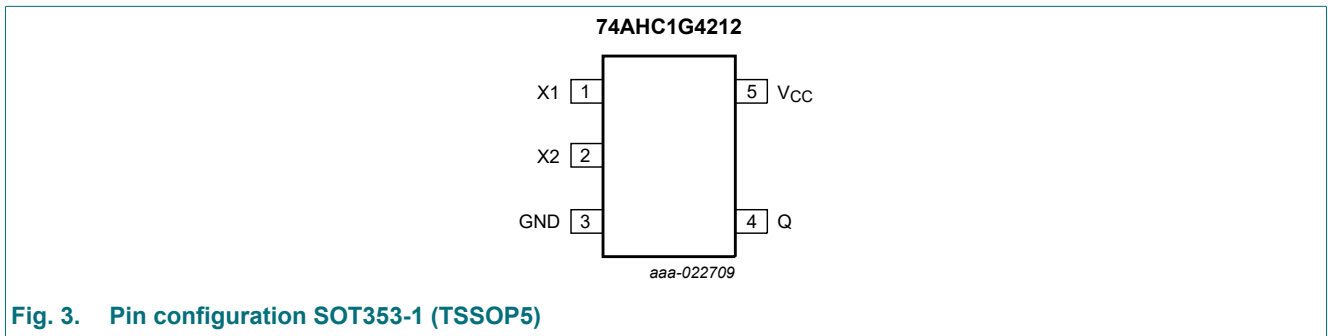 74AHC1G4212
X1 1 5 VCC
X2 2
GND 3 4 Q
aaa-022709
Fig. 3. Pin configuration SOT353-1 (TSSOP5)